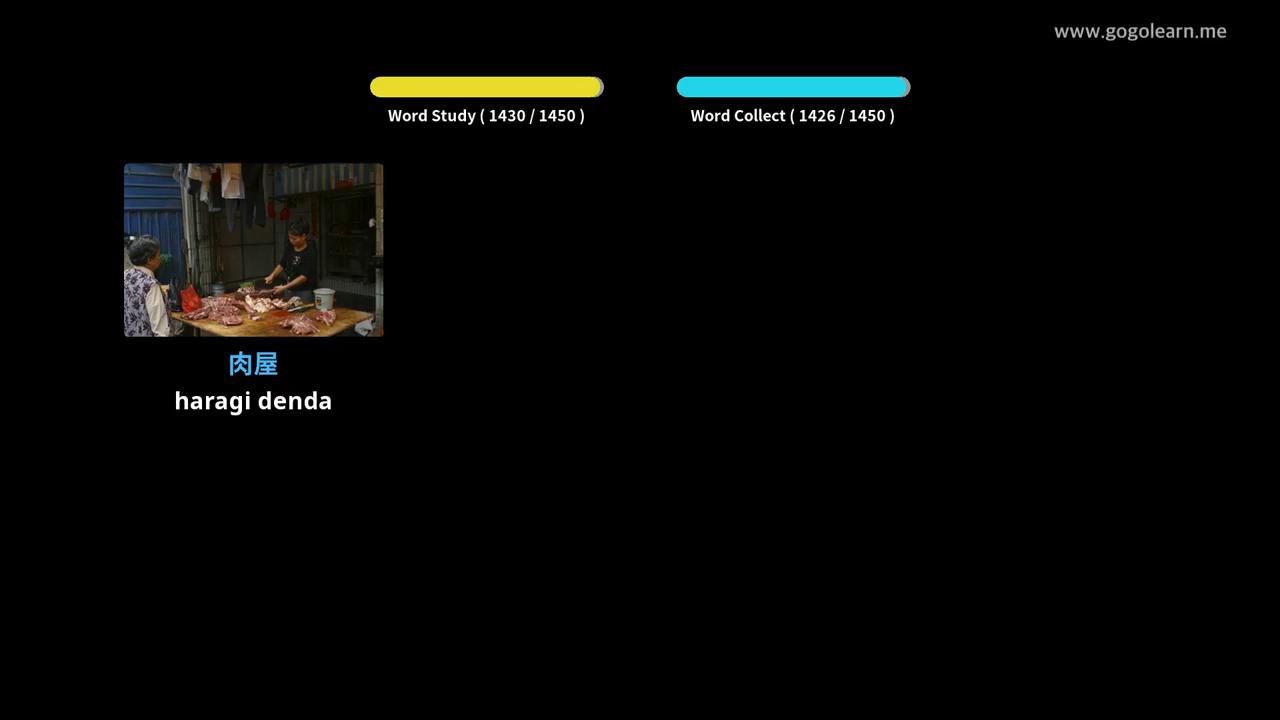 www.gogolearn.me
Word Study ( 1430 / 1450 )
Word Collect ( 1426 / 1450 )
肉屋
haragi denda